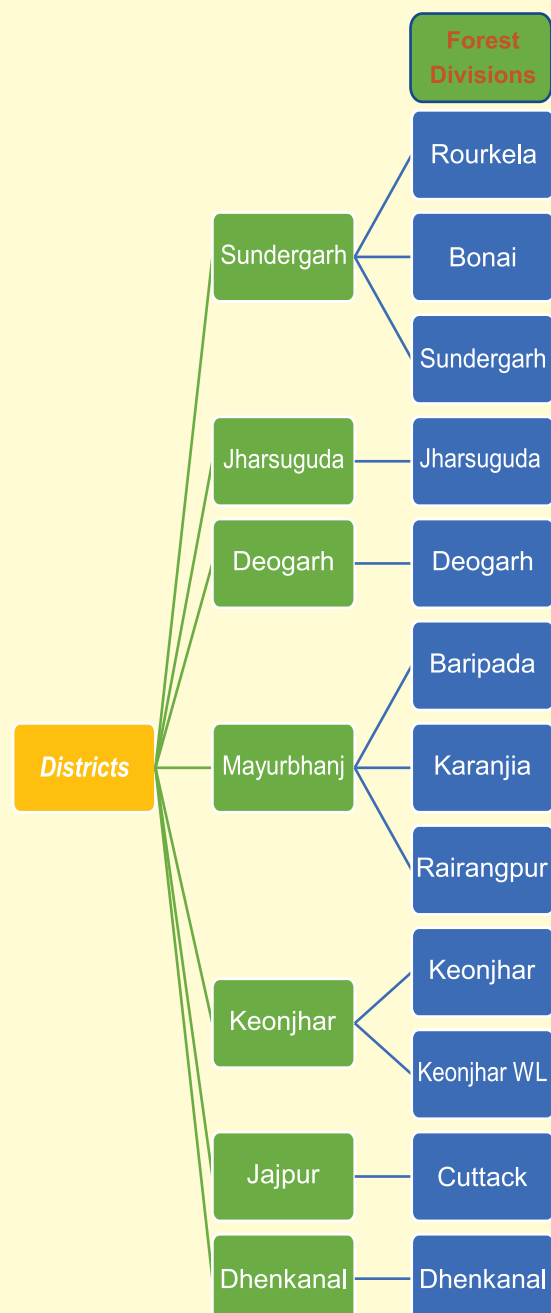 Forest
Divisions
Rourkela
Sundergarh
Bonai
Sundergarh
Jharsuguda
Jharsuguda
Deogarh
Deogarh
Baripada
Districts
Mayurbhanj
Karanjia
Rairangpur
Keonjhar
Keonjhar
Keonjhar WL
Jajpur
Cuttack
Dhenkanal
Dhenkanal